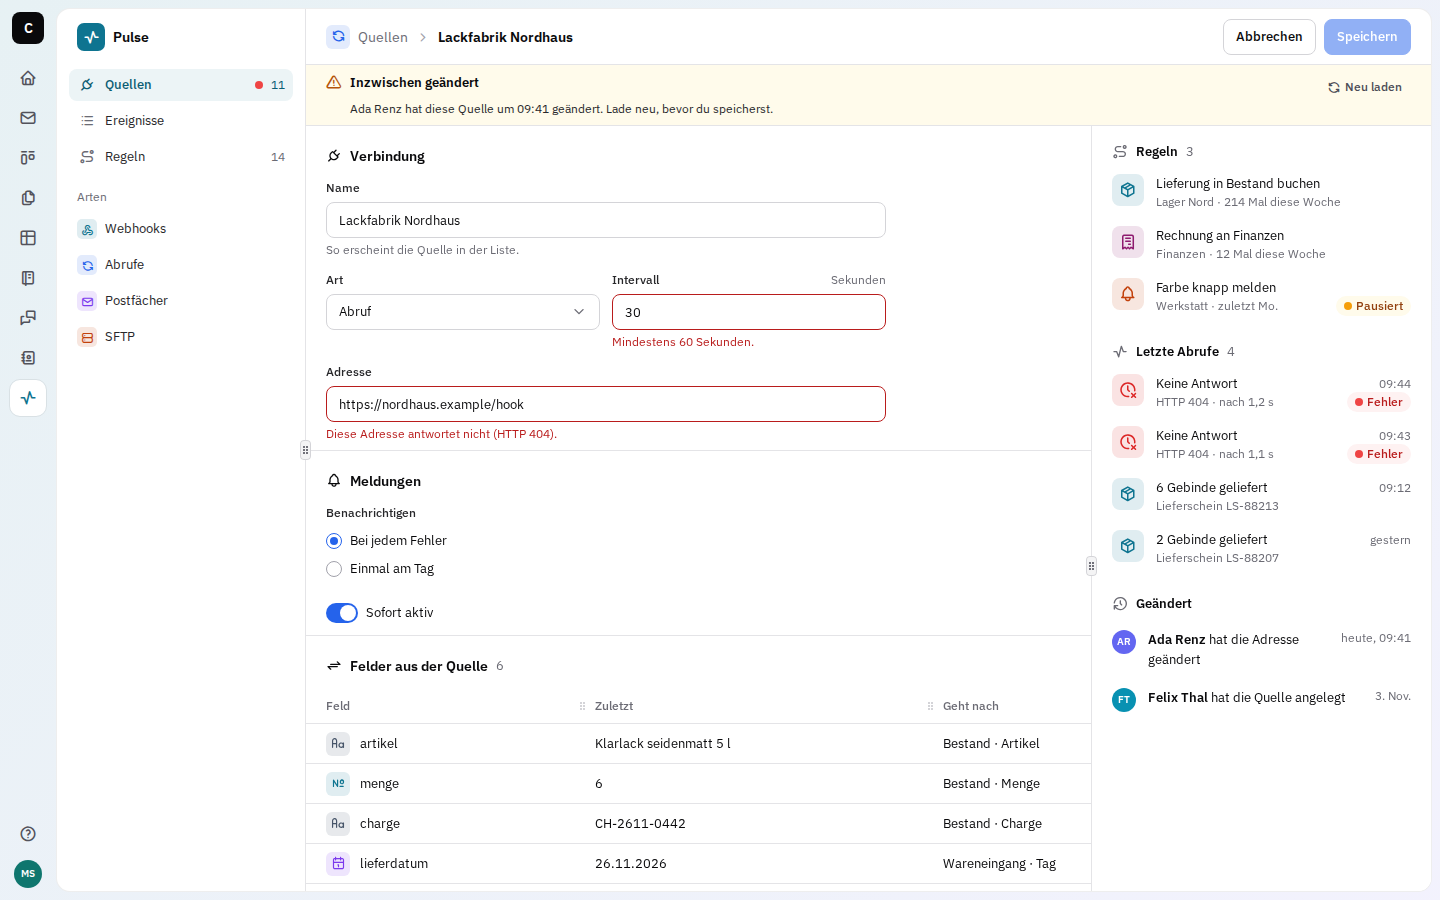 C
Pulse
Quellen 11
Ereignisse
Regeln 14
Arten
Webhooks
Abrufe
Postfächer
SFTP
MS
Quellen Lackfabrik Nordhaus
Abbrechen
Speichern
Inzwischen geändert
Ada Renz hat diese Quelle um 09:41 geändert. Lade neu, bevor du speicherst.
Neu laden
Verbindung
Name
Lackfabrik Nordhaus
So erscheint die Quelle in der Liste.
Art
Abruf
Intervall Sekunden
30
Mindestens 60 Sekunden.
Adresse
https://nordhaus.example/hook
Diese Adresse antwortet nicht (HTTP 404).
Meldungen
Benachrichtigen
Bei jedem Fehler
Einmal am Tag
Sofort aktiv
Felder aus der Quelle 6
Feld Zuletzt Geht nach
Aa artikel Klarlack seidenmatt 5 l Bestand · Artikel
Nº menge 6 Bestand · Menge
Aa charge CH-2611-0442 Bestand · Charge
lieferdatum 26.11.2026 Wareneingang · Tag
Regeln 3
Lieferung in Bestand buchen
Lager Nord · 214 Mal diese Woche
Rechnung an Finanzen
Finanzen · 12 Mal diese Woche
Farbe knapp melden
Werkstatt · zuletzt Mo. Pausiert
Letzte Abrufe 4
Keine Antwort 09:44
HTTP 404 · nach 1,2 s Fehler
Keine Antwort 09:43
HTTP 404 · nach 1,1 s Fehler
6 Gebinde geliefert 09:12
Lieferschein LS-88213
2 Gebinde geliefert gestern
Lieferschein LS-88207
Geändert
AR Ada Renz hat die Adresse heute, 09:41
geändert
FT Felix Thal hat die Quelle angelegt 3. Nov.